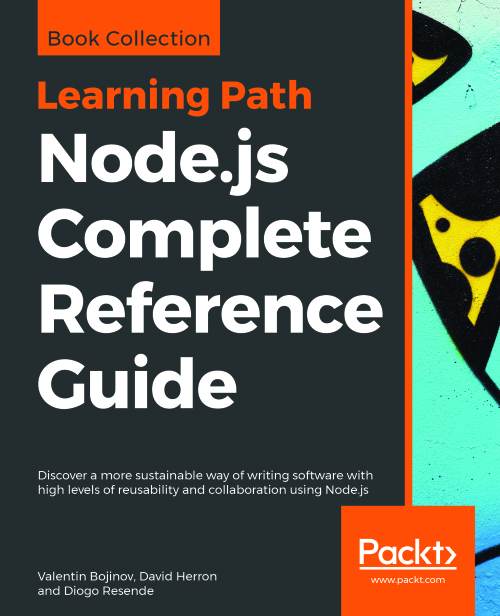 Book Collection
Learning Path
Node.js
Complete
Reference
Guide
Discover a more sustainable way of writing software with
high levels of reusability and collaboration using Node.js
Valentin Bojinov, David Herron
and Diogo Resende
Packt>
www.packt.com